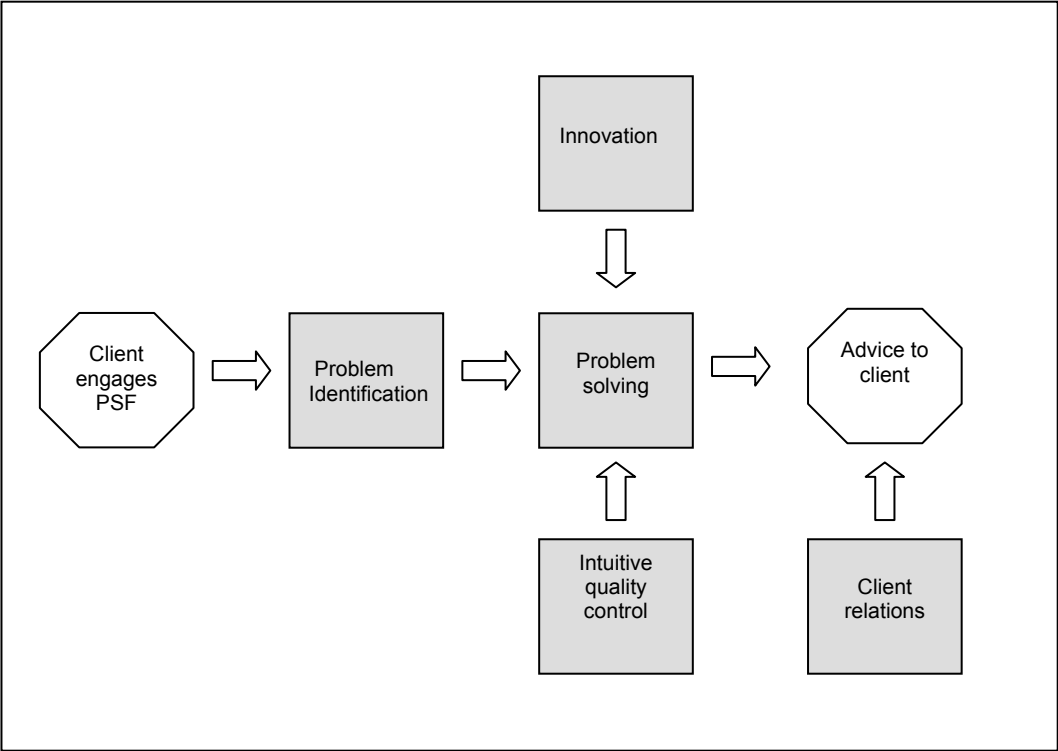 Innovation
Client
engages
PSF
Problem
Identification
Problem
solving
Advice to
client
Intuitive
quality
control
Client
relations